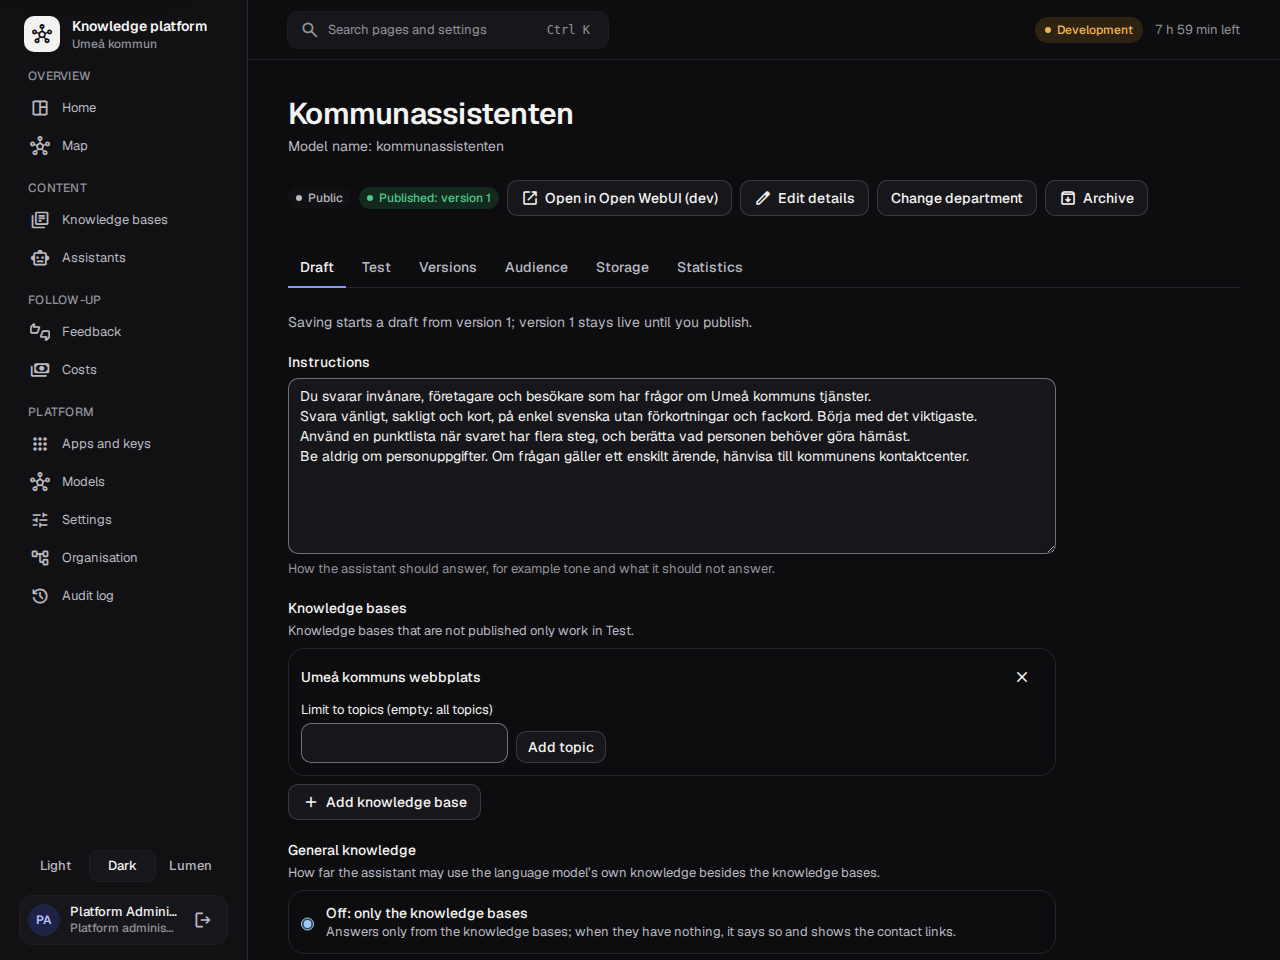 Knowledge platform
Umeå kommun
OVERVIEW
Home
Map
CONTENT
Knowledge bases
Assistants
FOLLOW-UP
Feedback
Costs
PLATFORM
Apps and keys
Models
Settings
Organisation
Audit log
Light
Dark
Lumen
PA
Platform Admini...
Platform adminis...
Search pages and settings
Ctrl K
Development
7 h 59 min left
Kommunassistenten
Model name: kommunassistenten
Public
Published: version 1
Open in Open WebUI (dev)
Edit details
Change department
Archive
Draft
Test
Versions
Audience
Storage
Statistics
Saving starts a draft from version 1; version 1 stays live until you publish.
Instructions
Du svarar invånare, företagare och besökare som har frågor om Umeå kommuns tjänster.
Svara vänligt, sakligt och kort, på enkel svenska utan förkortningar och fackord. Börja med det viktigaste.
Använd en punktlista när svaret har flera steg, och berätta vad personen behöver göra härnäst.
Be aldrig om personuppgifter. Om frågan gäller ett enskilt ärende, hänvisa till kommunens kontaktcenter.
How the assistant should answer, for example tone and what it should not answer.
Knowledge bases
Knowledge bases that are not published only work in Test.
Umeå kommuns webbplats
Limit to topics (empty: all topics)
Add topic
Add knowledge base
General knowledge
How far the assistant may use the language model's own knowledge besides the knowledge bases.
Off: only the knowledge bases
Answers only from the knowledge bases; when they have nothing, it says so and shows the contact links.